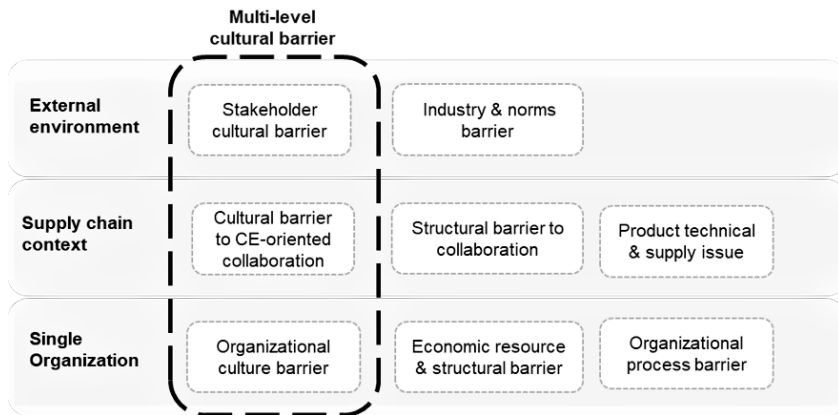 Multi-level
cultural barrier
External
environment
Stakeholder
cultural barrier
Industry & norms
barrier
Supply chain
context
Cultural barrier
to CE-oriented
collaboration
Structural barrier to
collaboration
Product technical
& supply issue
Single
Organization
Organizational
culture barrier
Economic resource
& structural barrier
Organizational
process barrier